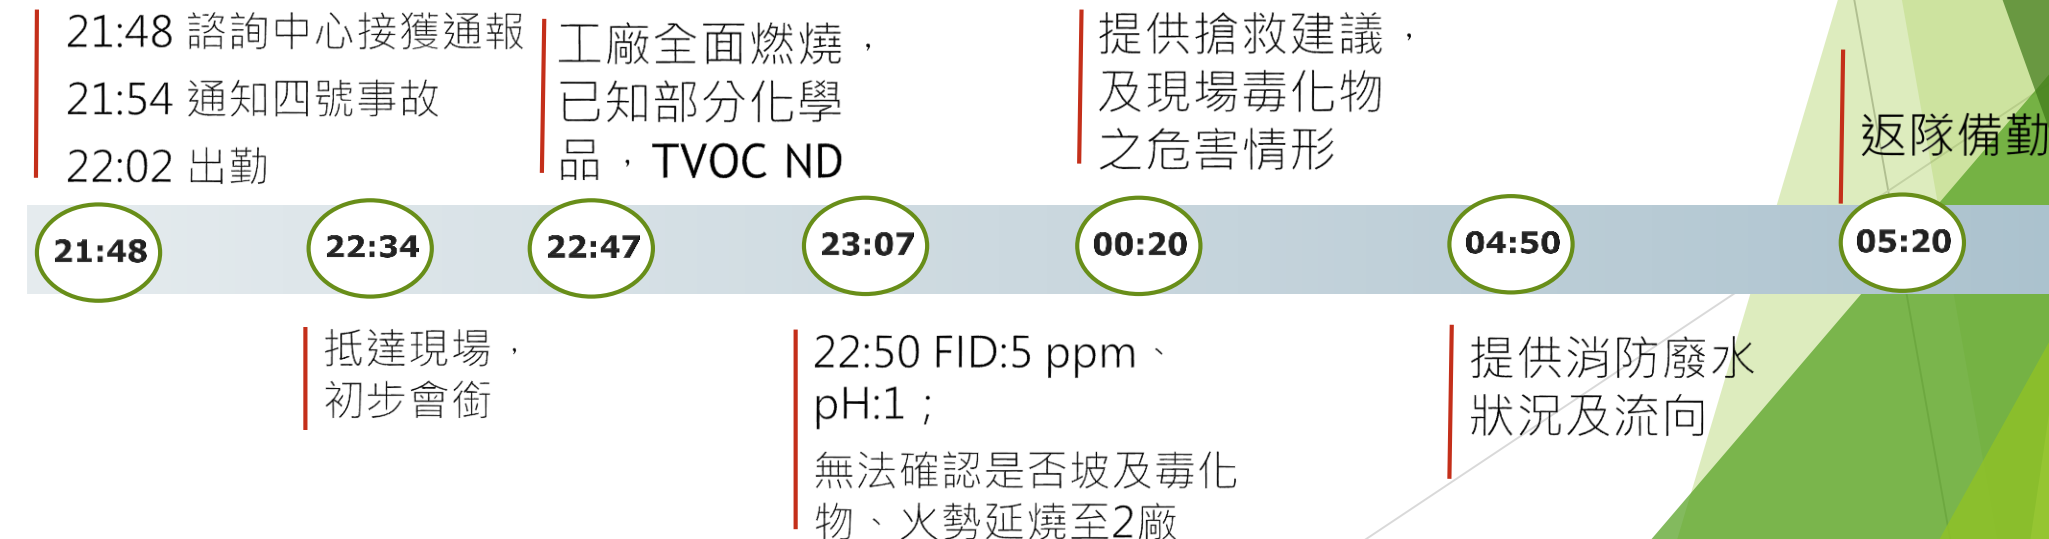 21:48 諮詢中心接獲通報
21:54 通知四號事故
22:02 出勤
工廠全面燃燒，
已知部分化學
品，TVOC ND
提供搶救建議，
及現場毒化物
之危害情形
返隊備勤
21:48
22:34
22:47
23:07
00:20
04:50
05:20
抵達現場，
初步會銜
22:50 FID:5 ppm、
pH:1；
無法確認是否坡及毒化
物、火勢延燒至2廠
提供消防廢水
狀況及流向